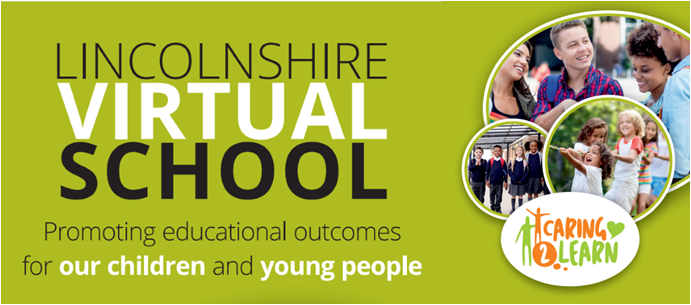 LINCOLNSHIRE
VIRTUAL
SCHOOL
Promoting educational outcomes
for our children and young people
CARING
2 LEARN